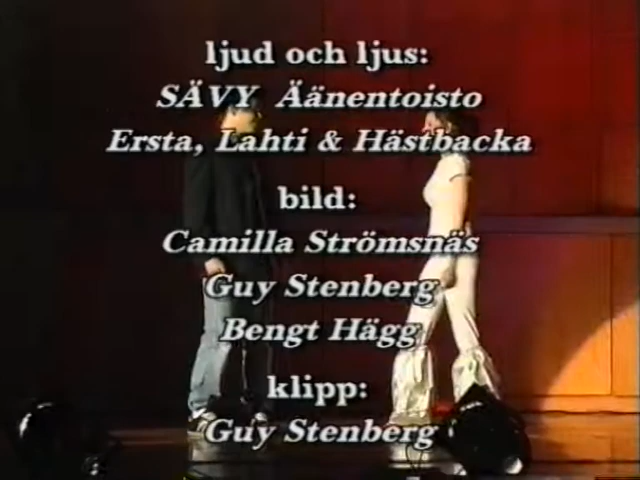 ljud och ljus:
SÄVY Äänentoisto
Ersta, Lahti & Hästbacka
bild:
Camilla Strömsnäs
Guy Stenberg
Bengt Hägg
klipp:
Guy Stenberg